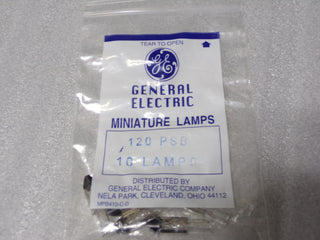 TEAR TO OPEN
GE
GENERAL
ELECTRIC
MINIATURE LAMPS
120 PSB
10 LAMPS
DISTRIBUTED BY
GENERAL ELECTRIC COMPANY
NELA PARK, CLEVELAND, OHIO 44112